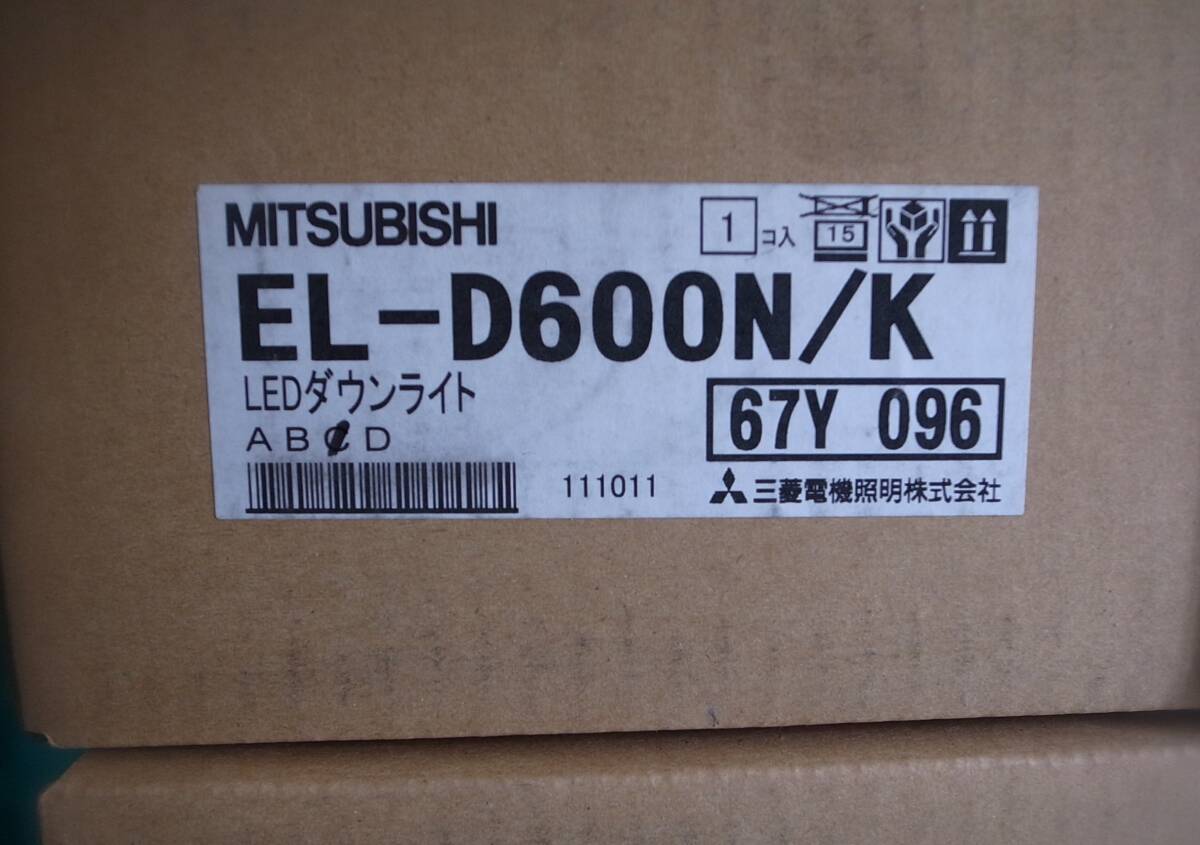 MITSUBISHI
1 コ入
15
EL-D600N/K
LEDダウンライト
67Y 096
ABCD
111011
三菱電機照明株式会社